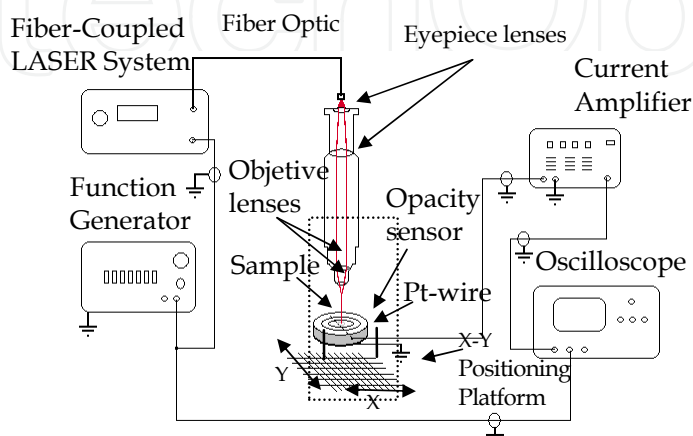 Fiber-Coupled
LASER System
Fiber Optic
Eyepiece lenses
Current
Amplifier
Function
Generator
Objetive
lenses
Opacity
sensor
Sample
Pt-wire
Oscilloscope
X-Y
Positioning
Platform
Y
X